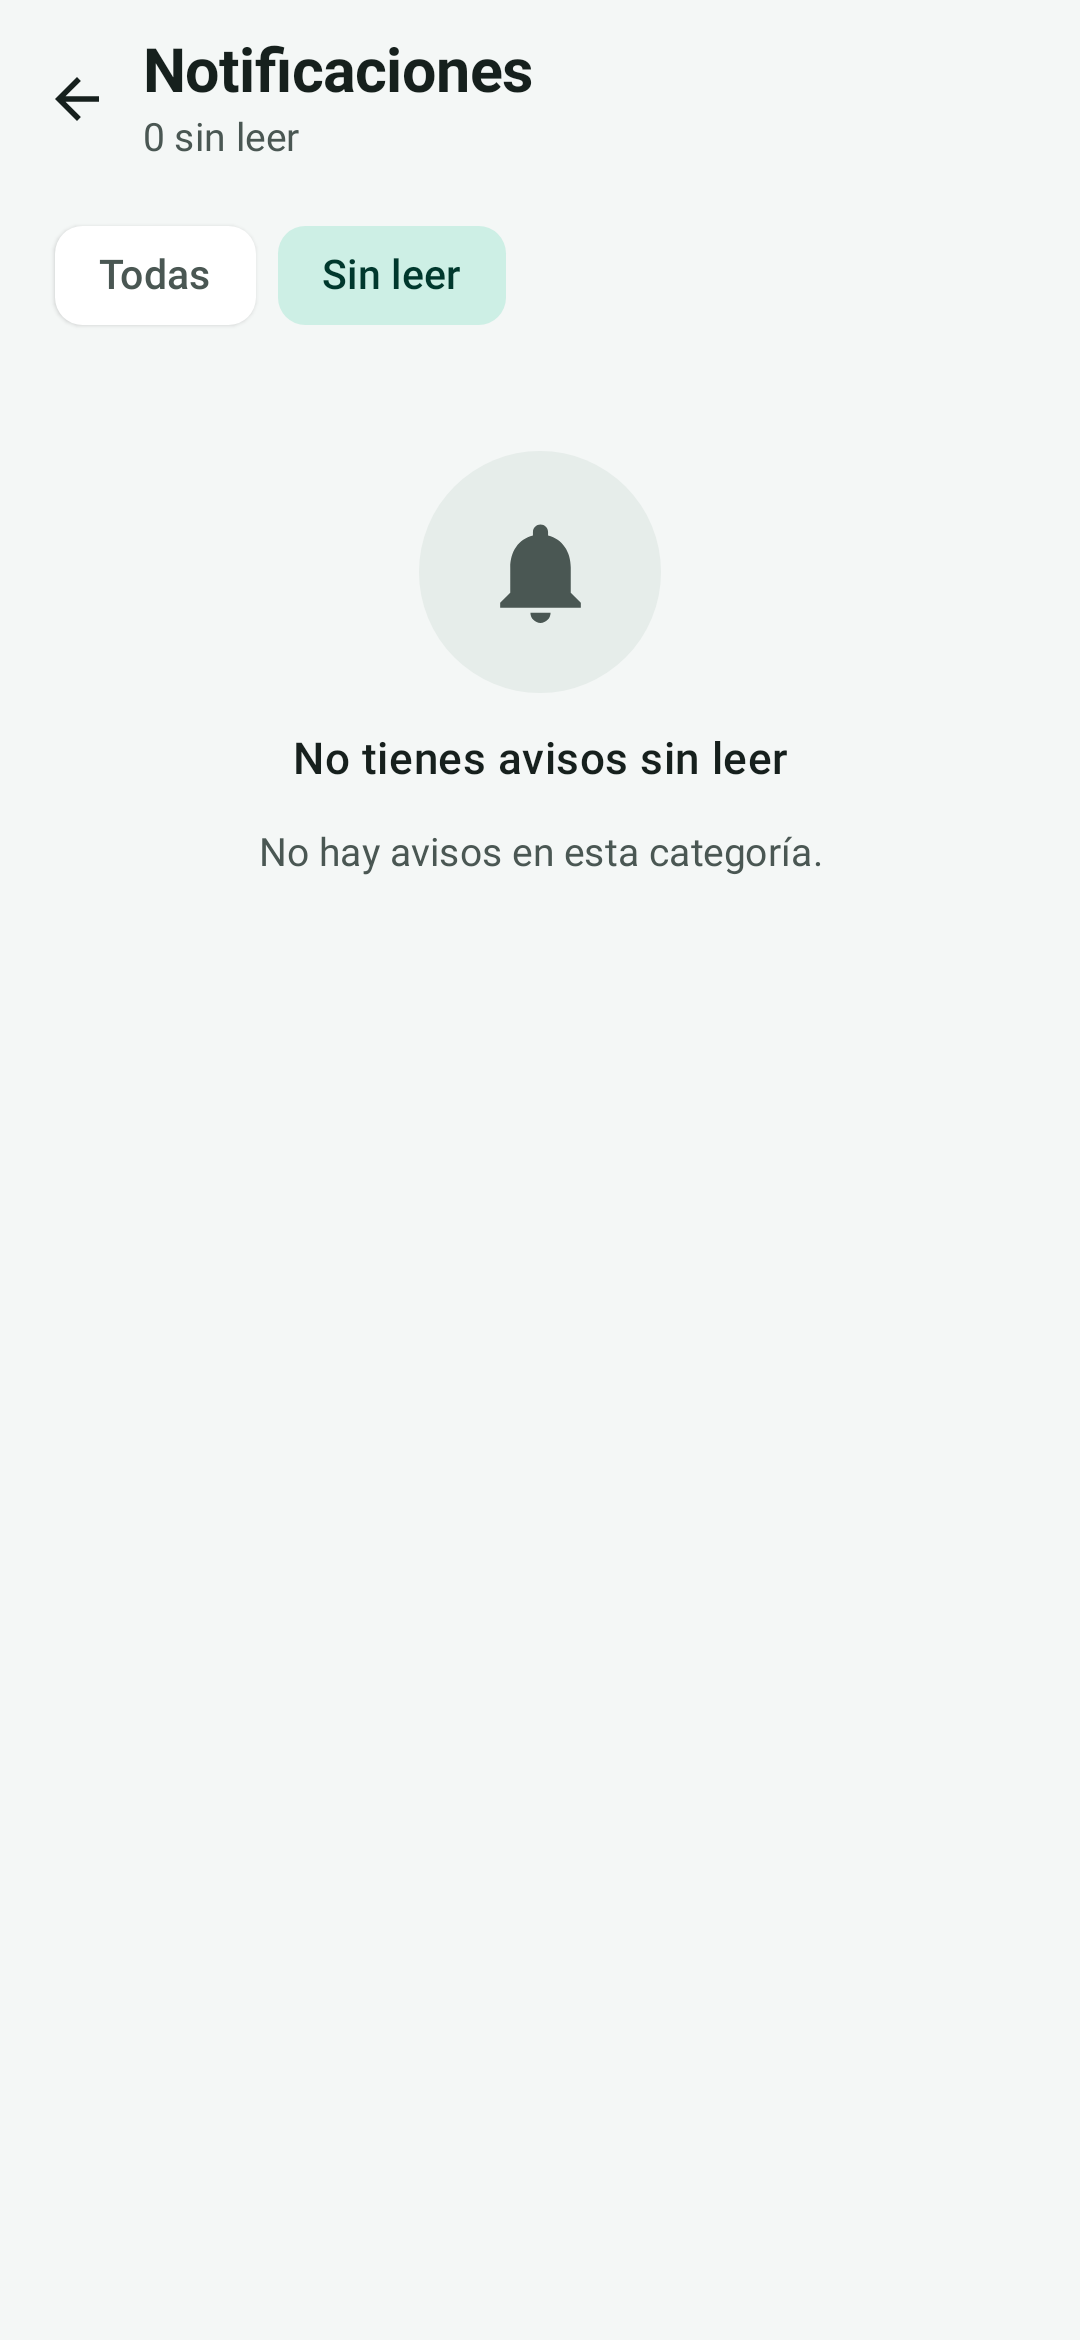 Notificaciones
0 sin leer
Todas
Sin leer
No tienes avisos sin leer
No hay avisos en esta categoría.